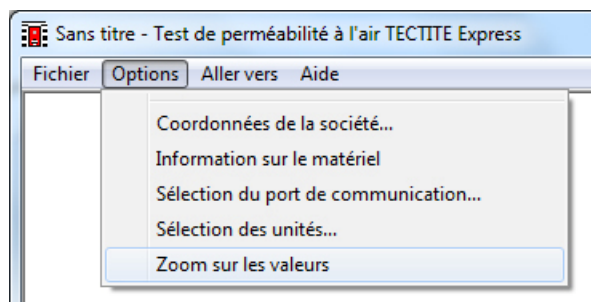 Sans titre - Test de perméabilité à l'air TECTITE Express
Fichier Options Aller vers Aide
Coordonnées de la société...
Information sur le matériel
Sélection du port de communication...
Sélection des unités...
Zoom sur les valeurs